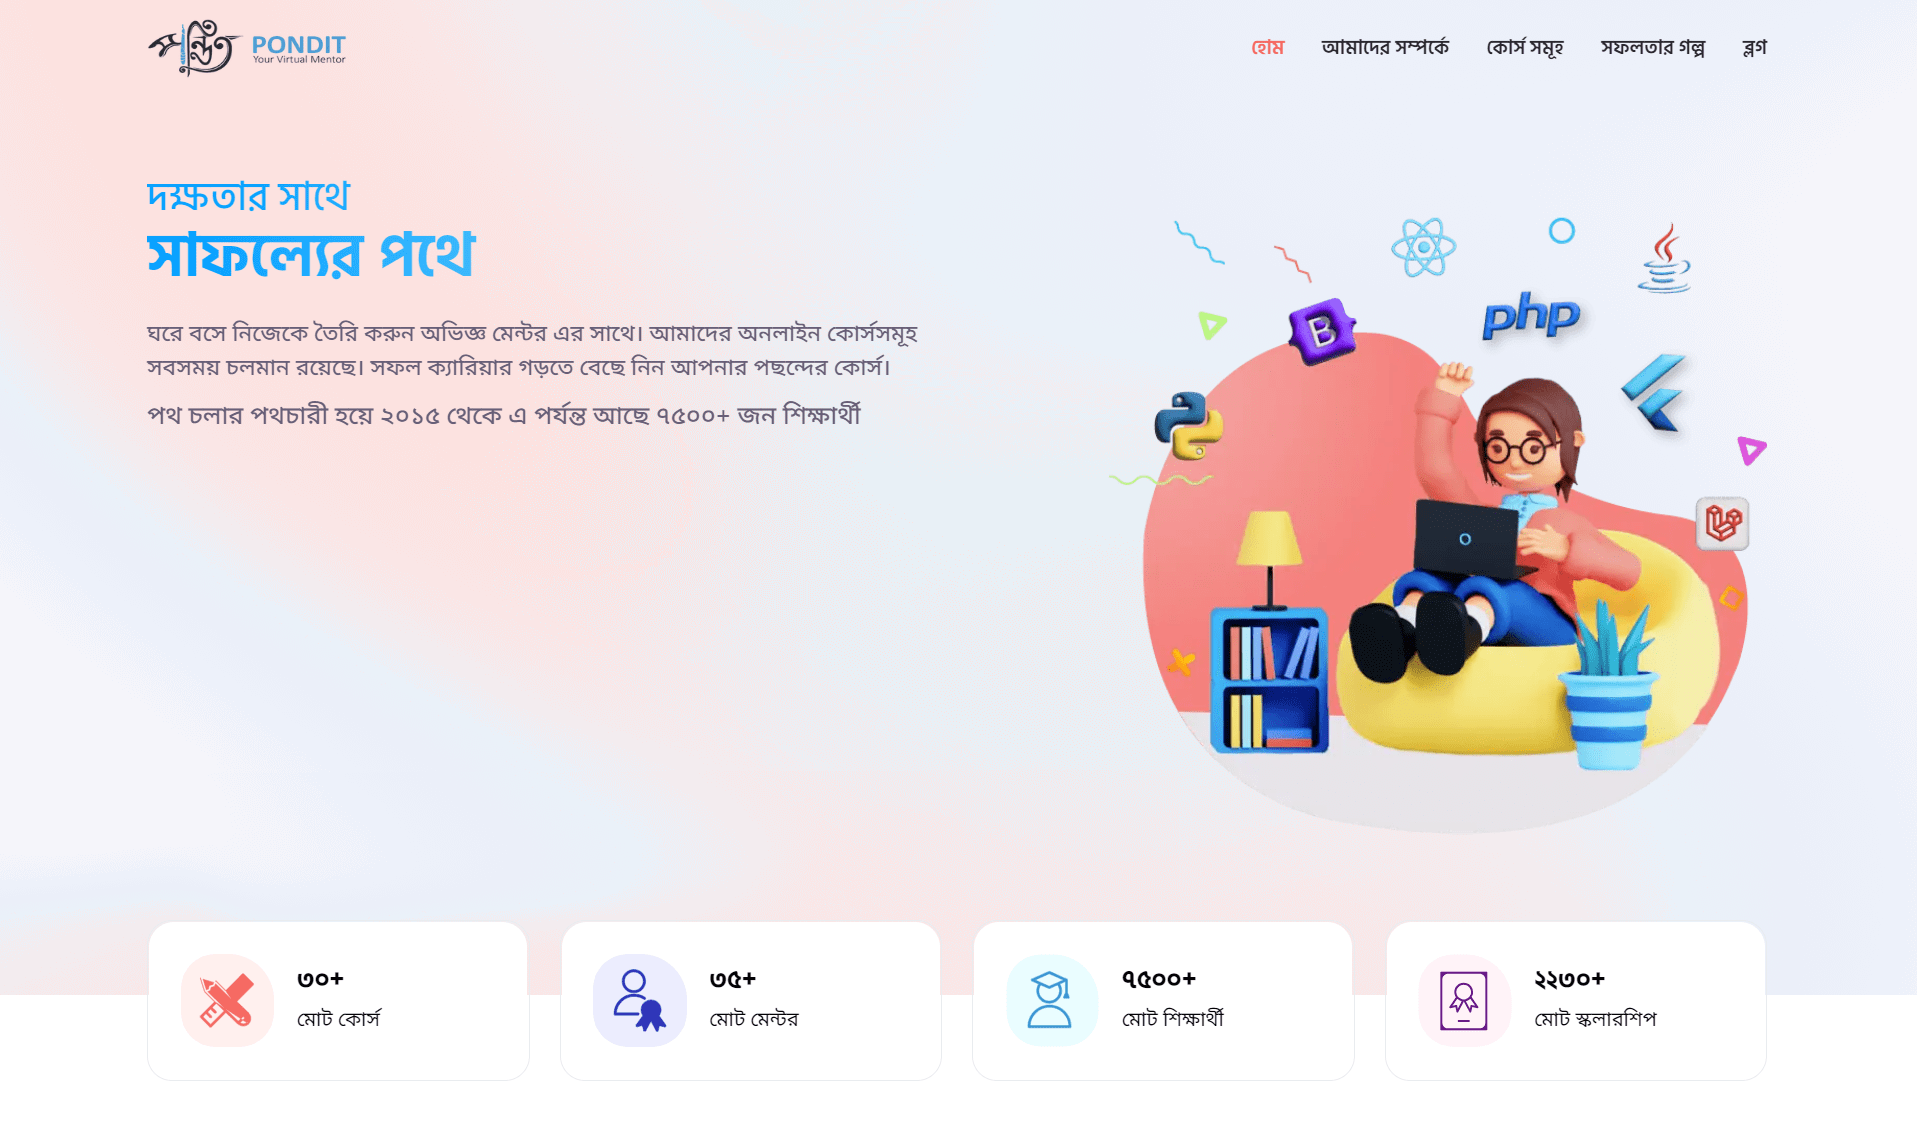 পন্ডিত PONDIT
Your Virtual Mentor
হোম আমাদের সম্পর্কে কোর্স সমূহ সফলতার গল্প ব্লগ
দক্ষতার সাথে
সাফল্যের পথে
ঘরে বসে নিজেকে তৈরি করুন অভিজ্ঞ মেন্টর এর সাথে। আমাদের অনলাইন কোর্সসমূহ
সবসময় চলমান রয়েছে। সফল ক্যারিয়ার গড়তে বেছে নিন আপনার পছন্দের কোর্স।
পথ চলার পথচারী হয়ে ২০১৫ থেকে এ পর্যন্ত আছে ৭৫০০+ জন শিক্ষার্থী
B
php
৩০+
মোট কোর্স
৩৫+
মোট মেন্টর
৭৫০০+
মোট শিক্ষার্থী
২১৩০+
মোট স্কলারশিপ